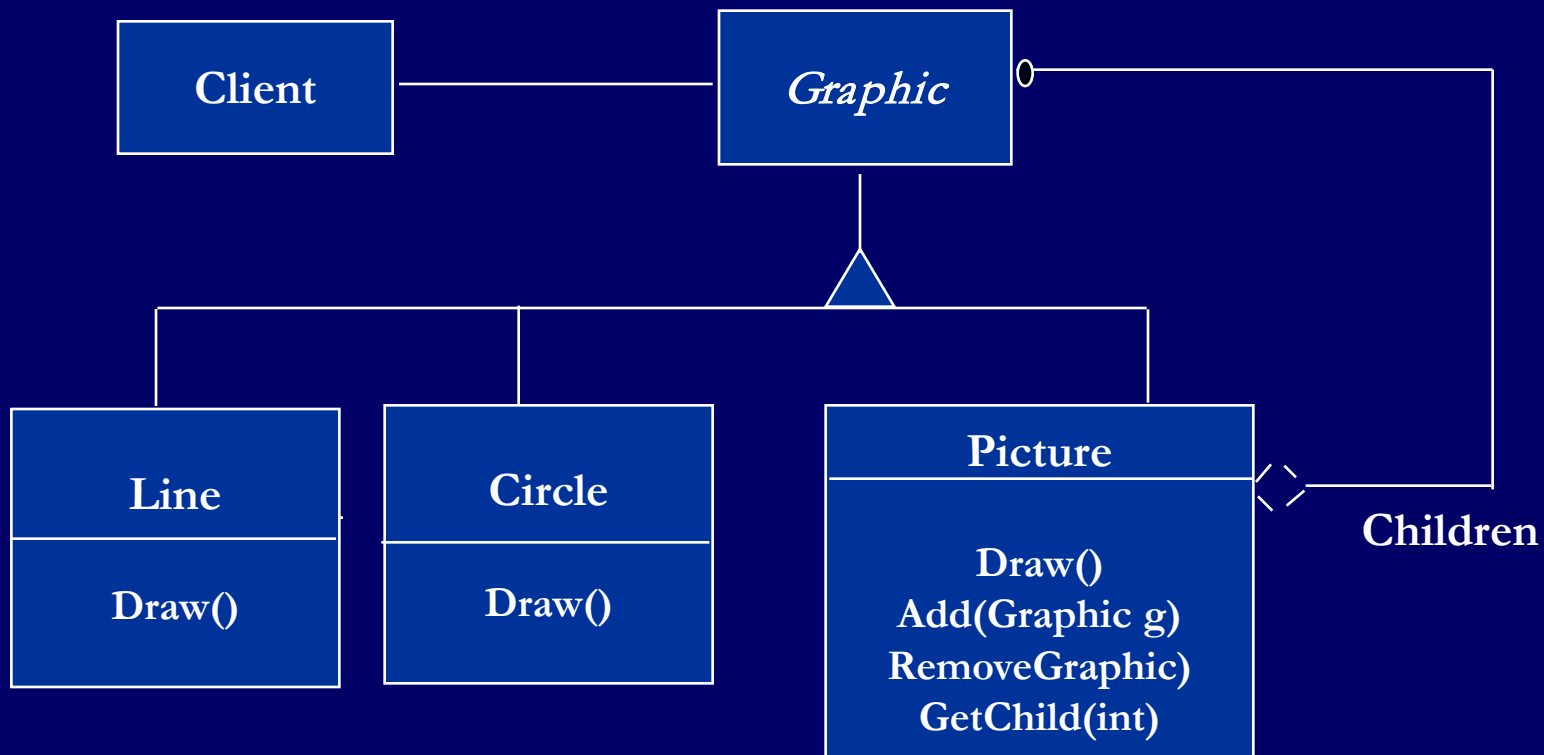 Client
Graphic
Line
Draw()
Circle
Draw()
Picture
Draw()
Add(Graphic g)
RemoveGraphic)
GetChild(int)
Children